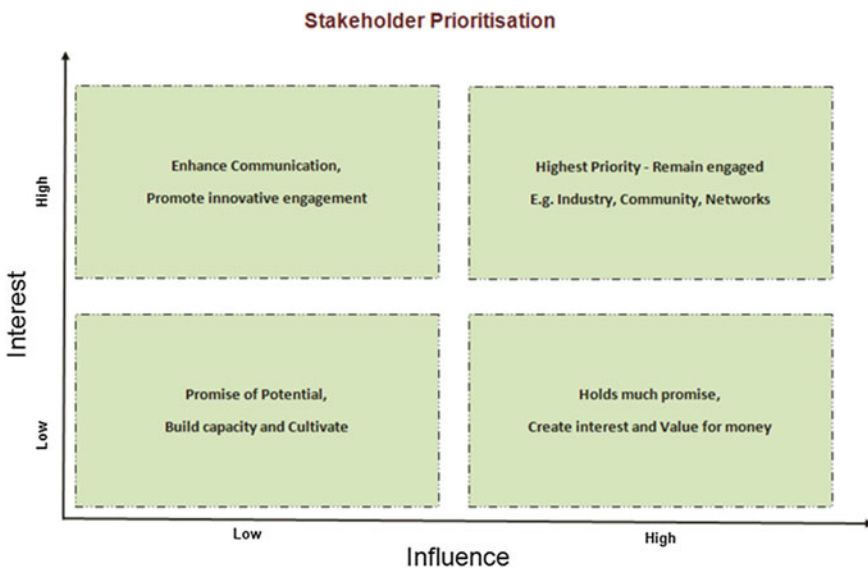 Stakeholder Prioritisation
Enhance Communication,
Promote innovative engagement
Highest Priority - Remain engaged
E.g. Industry, Community, Networks
High
Interest
Promise of Potential,
Build capacity and Cultivate
Holds much promise,
Create interest and Value for money
Low
Low
High
Influence